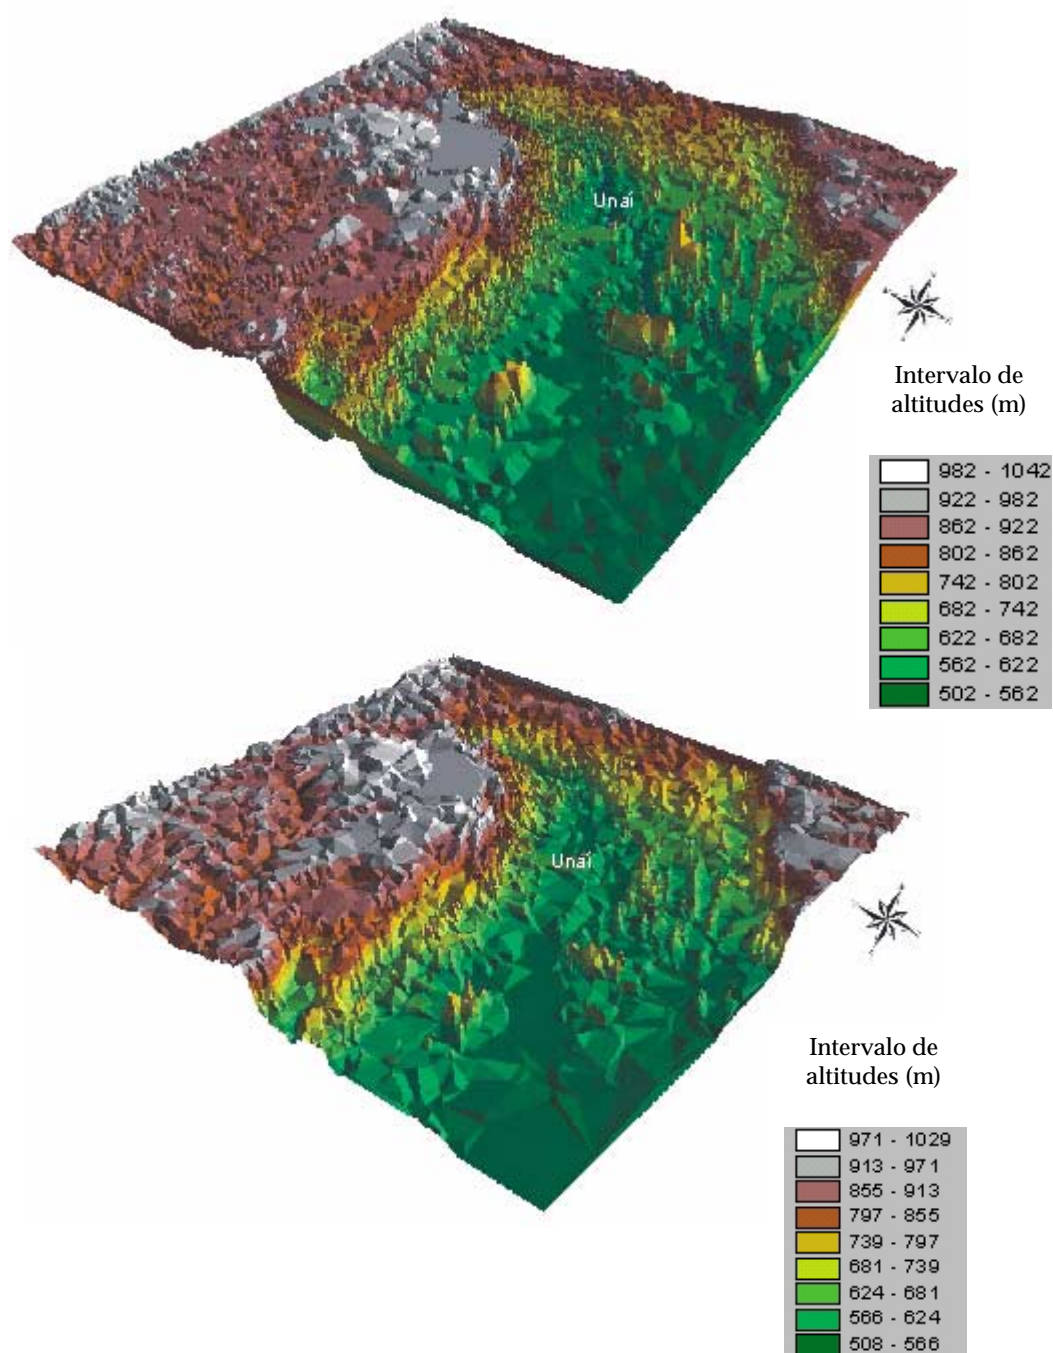 Unaí
Intervalo de
altitudes (m)
982 - 1042
922 - 982
862 - 922
802 - 862
742 - 802
682 - 742
622 - 682
562 - 622
502 - 562
Unaí
Intervalo de
altitudes (m)
971 - 1029
913 - 971
855 - 913
797 - 855
739 - 797
681 - 739
624 - 681
566 - 624
508 - 566